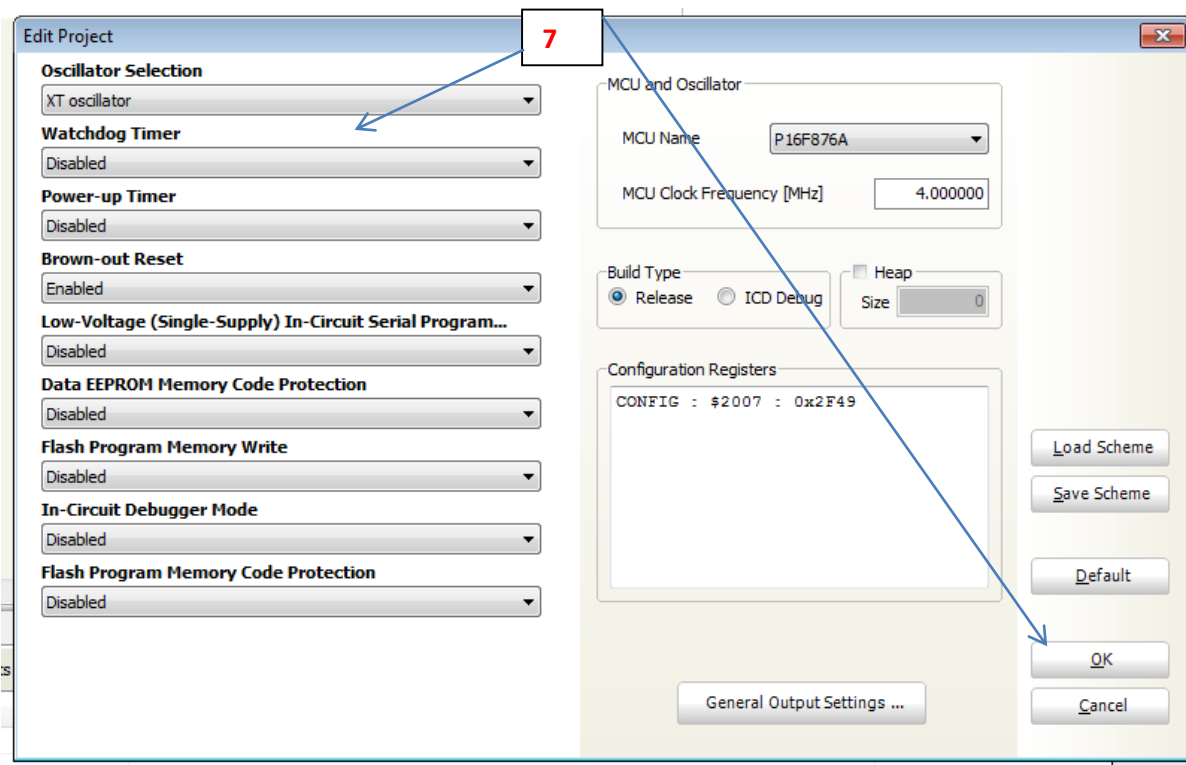 Edit Project
7
Oscillator Selection
XT oscillator
Watchdog Timer
Disabled
Power-up Timer
Disabled
Brown-out Reset
Enabled
Low-Voltage (Single-Supply) In-Circuit Serial Program...
Disabled
Data EEPROM Memory Code Protection
Disabled
Flash Program Memory Write
Disabled
In-Circuit Debugger Mode
Disabled
Flash Program Memory Code Protection
Disabled
MCU and Oscillator
MCU Name P16F876A
MCU Clock Frequency [MHz] 4.000000
Build Type
Release ICD Debug
Heap
Size 0
Configuration Registers
CONFIG : $2007 : 0x2F49
General Output Settings ...
Load Scheme
Save Scheme
Default
OK
Cancel